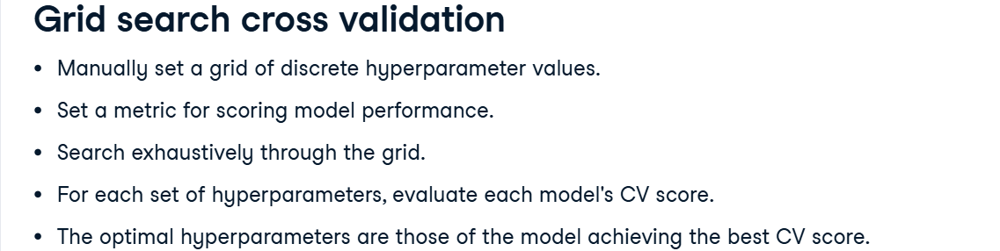 Grid search cross validation
• Manually set a grid of discrete hyperparameter values.
• Set a metric for scoring model performance.
• Search exhaustively through the grid.
• For each set of hyperparameters, evaluate each model's CV score.
• The optimal hyperparameters are those of the model achieving the best CV score.